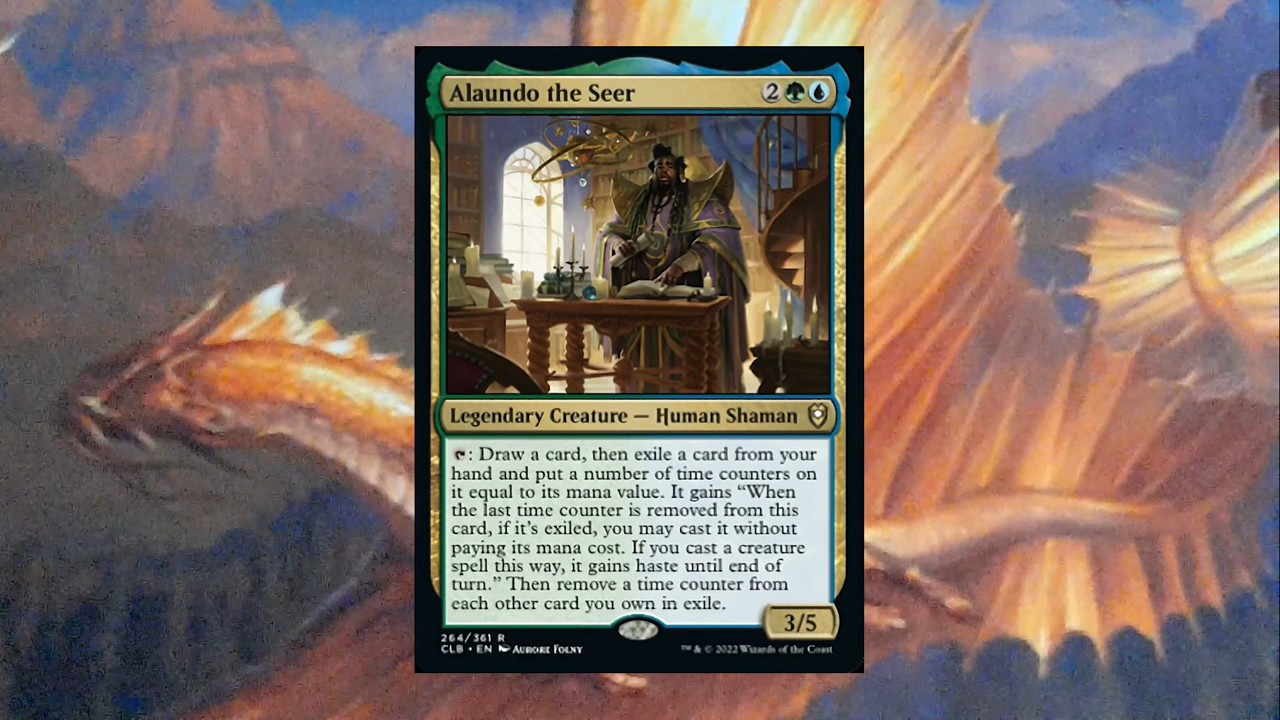 Alaundo the Seer 2
Legendary Creature — Human Shaman
: Draw a card, then exile a card from your
hand and put a number of time counters on
it equal to its mana value. It gains “When
the last time counter is removed from this
card, if it’s exiled, you may cast it without
paying its mana cost. If you cast a creature
spell this way, it gains haste until end of
turn.” Then remove a time counter from
each other card you own in exile.
3/5
264/361 R
CLB • EN Aurore Folny
™ & © 2022 Wizards of the Coast